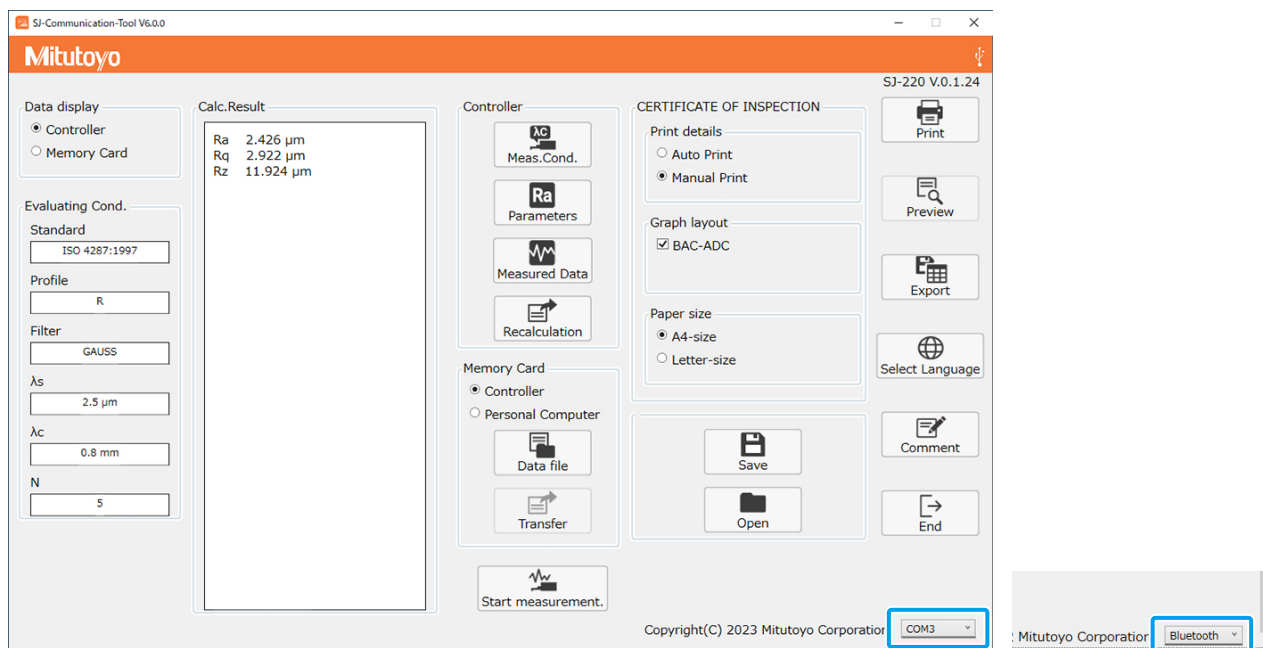 SJ-Communication-Tool V6.0.0
Mitutoyo
SJ-220 V.0.1.24
Data display
Controller
Memory Card
Evaluating Cond.
Standard
ISO 4287:1997
Profile
R
Filter
GAUSS
λs
2.5 μm
λc
0.8 mm
N
5
Calc.Result
Ra 2.426 μm
Rq 2.922 μm
Rz 11.924 μm
Controller
λC
Meas.Cond.
Ra
Parameters
Measured Data
Recalculation
Memory Card
Controller
Personal Computer
Data file
Transfer
Start measurement.
CERTIFICATE OF INSPECTION
Print details
Auto Print
Manual Print
Graph layout
BAC-ADC
Paper size
A4-size
Letter-size
Save
Open
Print
Preview
Export
Select Language
Comment
End
Copyright(C) 2023 Mitutoyo Corporation
COM3
Mitutoyo Corporation
Bluetooth